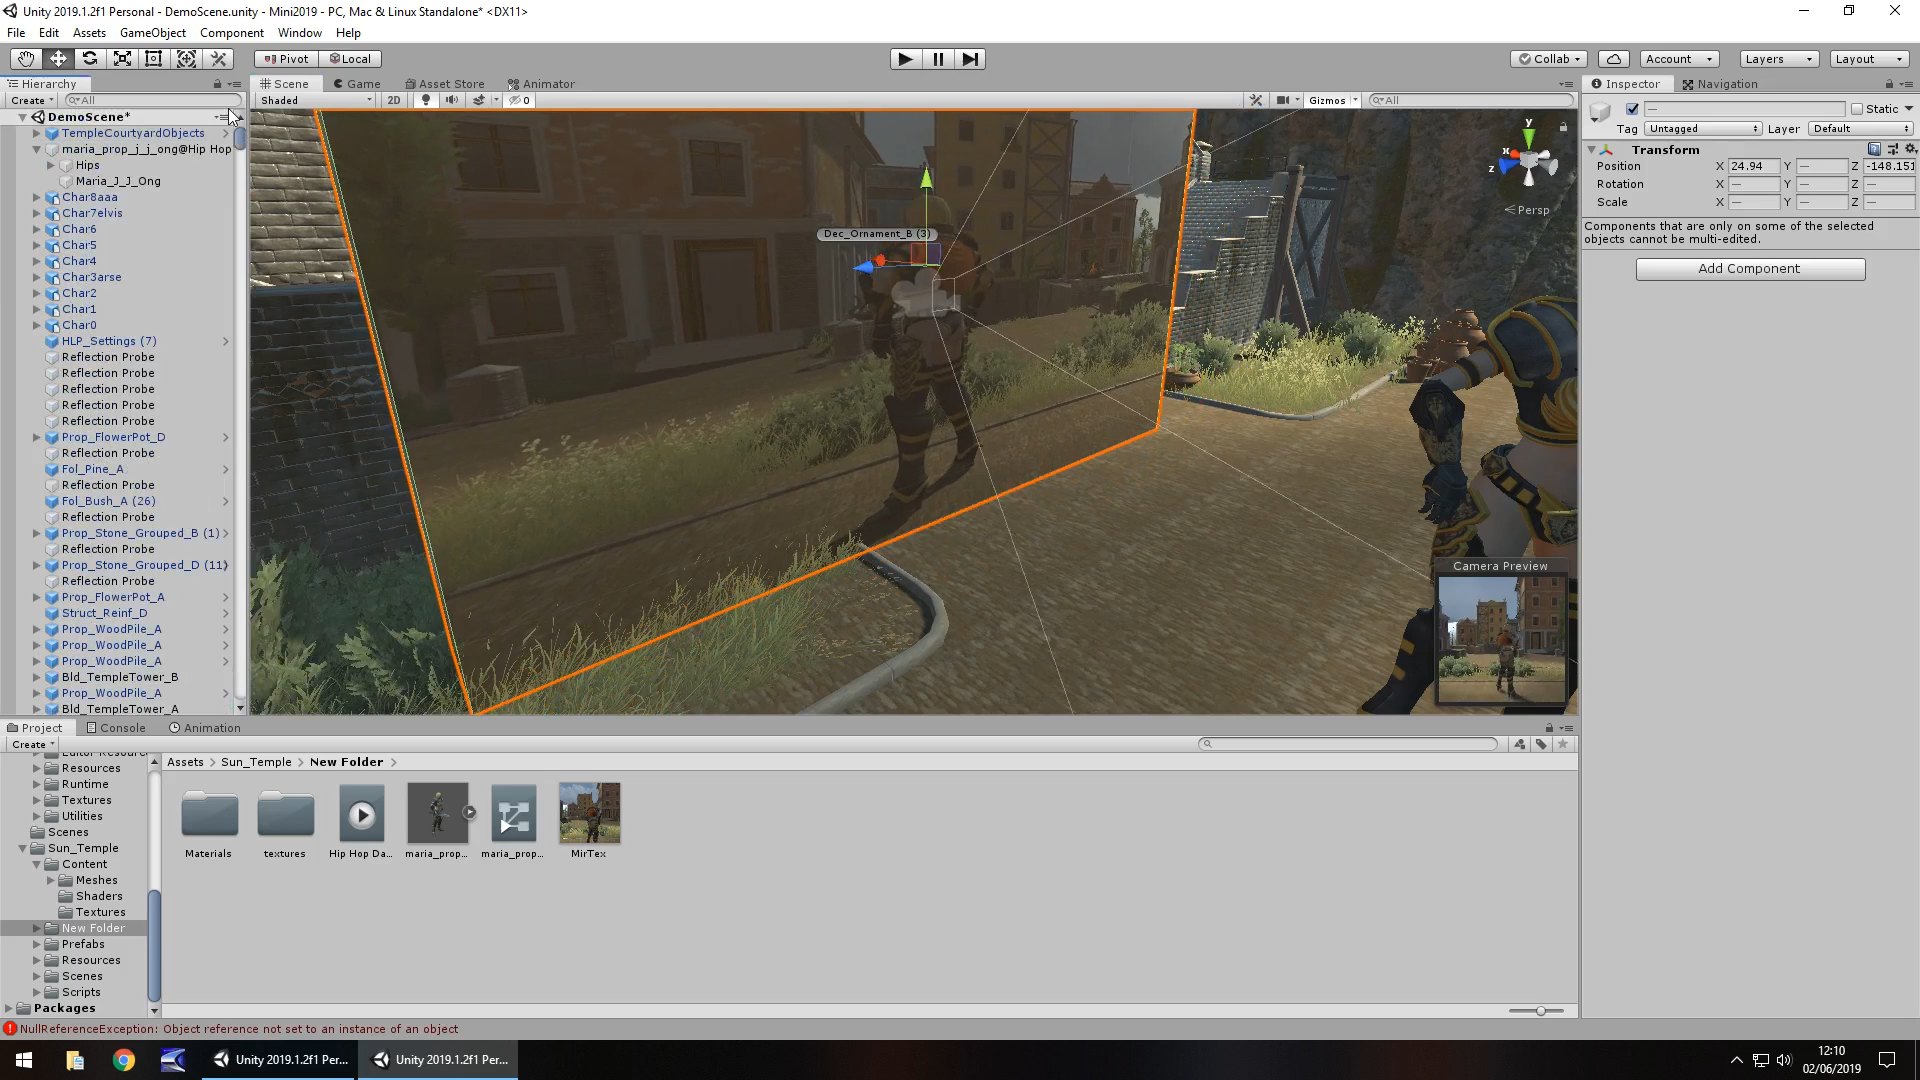 Unity 2019.1.2f1 Personal - DemoScene.unity - Mini2019 - PC, Mac & Linux Standalone* <DX11>
File Edit Assets GameObject Component Window Help
Pivot Local Collab Account Layers Layout
Hierarchy Scene Game Asset Store Animator Inspector Navigation
Create All Shaded 2D 0 Gizmos All
Static
DemoScene*
Tag Untagged Layer Default
TempleCourtyardObjects
maria_prop_j_j_ong@Hip Hop
Hips
Maria_J_J_Ong
Char8aaa
Char7elvis
Char6
Char5
Char4
Char3arse
Char2
Char1
Char0
HLP_Settings (7)
Reflection Probe
Reflection Probe
Reflection Probe
Reflection Probe
Reflection Probe
Prop_FlowerPot_D
Reflection Probe
Fol_Pine_A
Reflection Probe
Fol_Bush_A (26)
Reflection Probe
Prop_Stone_Grouped_B (1)
Reflection Probe
Prop_Stone_Grouped_D (11)
Reflection Probe
Prop_FlowerPot_A
Struct_Reinf_D
Prop_WoodPile_A
Prop_WoodPile_A
Prop_WoodPile_A
Bld_TempleTower_B
Prop_WoodPile_A
Bld_TempleTower_A
Dec_Ornament_B (3)
y
x
z
Persp
Camera Preview
Transform
Position X 24.94 Y — Z -148.151
Rotation X — Y — Z —
Scale X — Y — Z —
Components that are only on some of the selected
objects cannot be multi-edited.
Add Component
Project Console Animation
Create
Resources
Runtime
Textures
Utilities
Scenes
Sun_Temple
Content
Meshes
Shaders
Textures
New Folder
Prefabs
Resources
Scenes
Scripts
Packages
Assets > Sun_Temple > New Folder >
Materials textures Hip Hop Da... maria_prop... maria_prop... MirTex
NullReferenceException: Object reference not set to an instance of an object
Unity 2019.1.2f1 Per... Unity 2019.1.2f1 Per...
12:10
02/06/2019